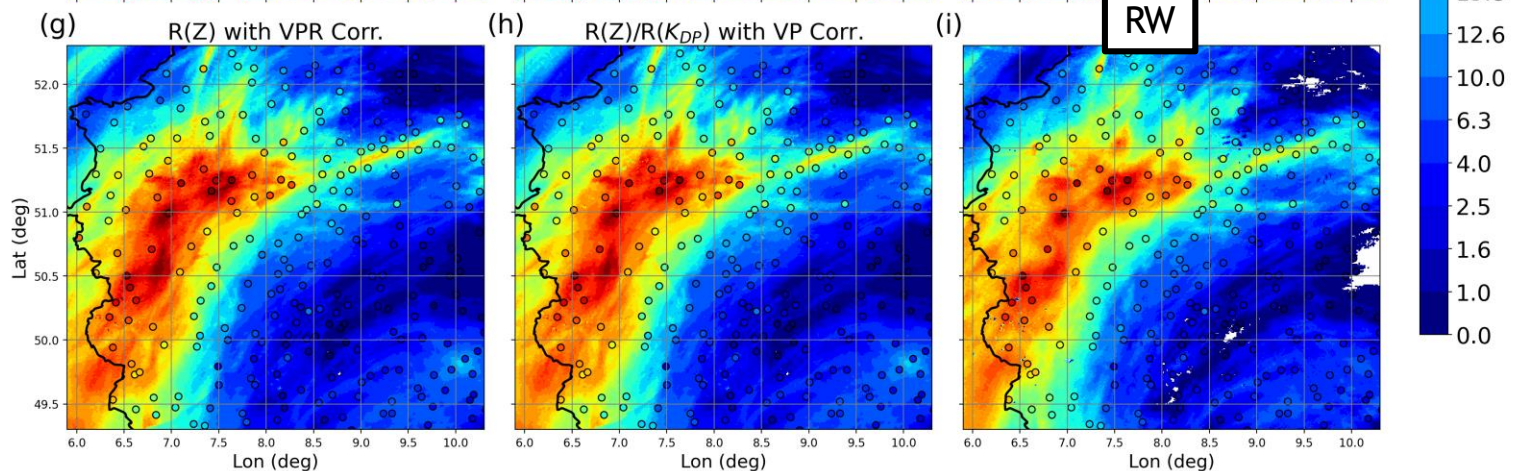 (g)
R(Z) with VPR Corr.
(h)
R(Z)/R(K_DP) with VP Corr.
(i)
RW
12.6
10.0
6.3
4.0
2.5
1.6
1.0
0.0
Lat (deg)
52.0
51.5
51.0
50.5
50.0
49.5
6.0 6.5 7.0 7.5 8.0 8.5 9.0 9.5 10.0
6.0 6.5 7.0 7.5 8.0 8.5 9.0 9.5 10.0
6.0 6.5 7.0 7.5 8.0 8.5 9.0 9.5 10.0
Lon (deg)
Lon (deg)
Lon (deg)